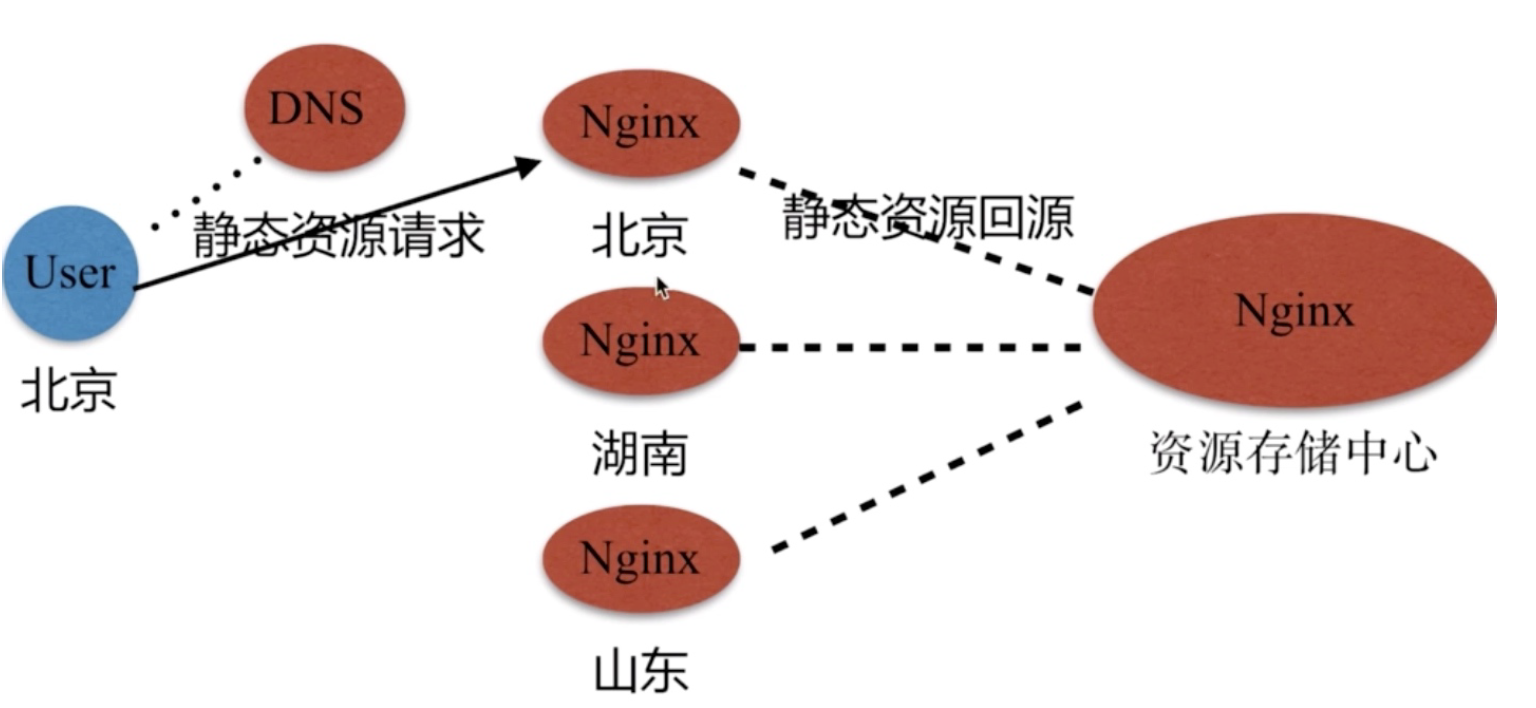 DNS
Nginx
静态资源请求
北京
静态资源回源
User
北京
Nginx
Nginx
湖南
资源存储中心
Nginx
山东